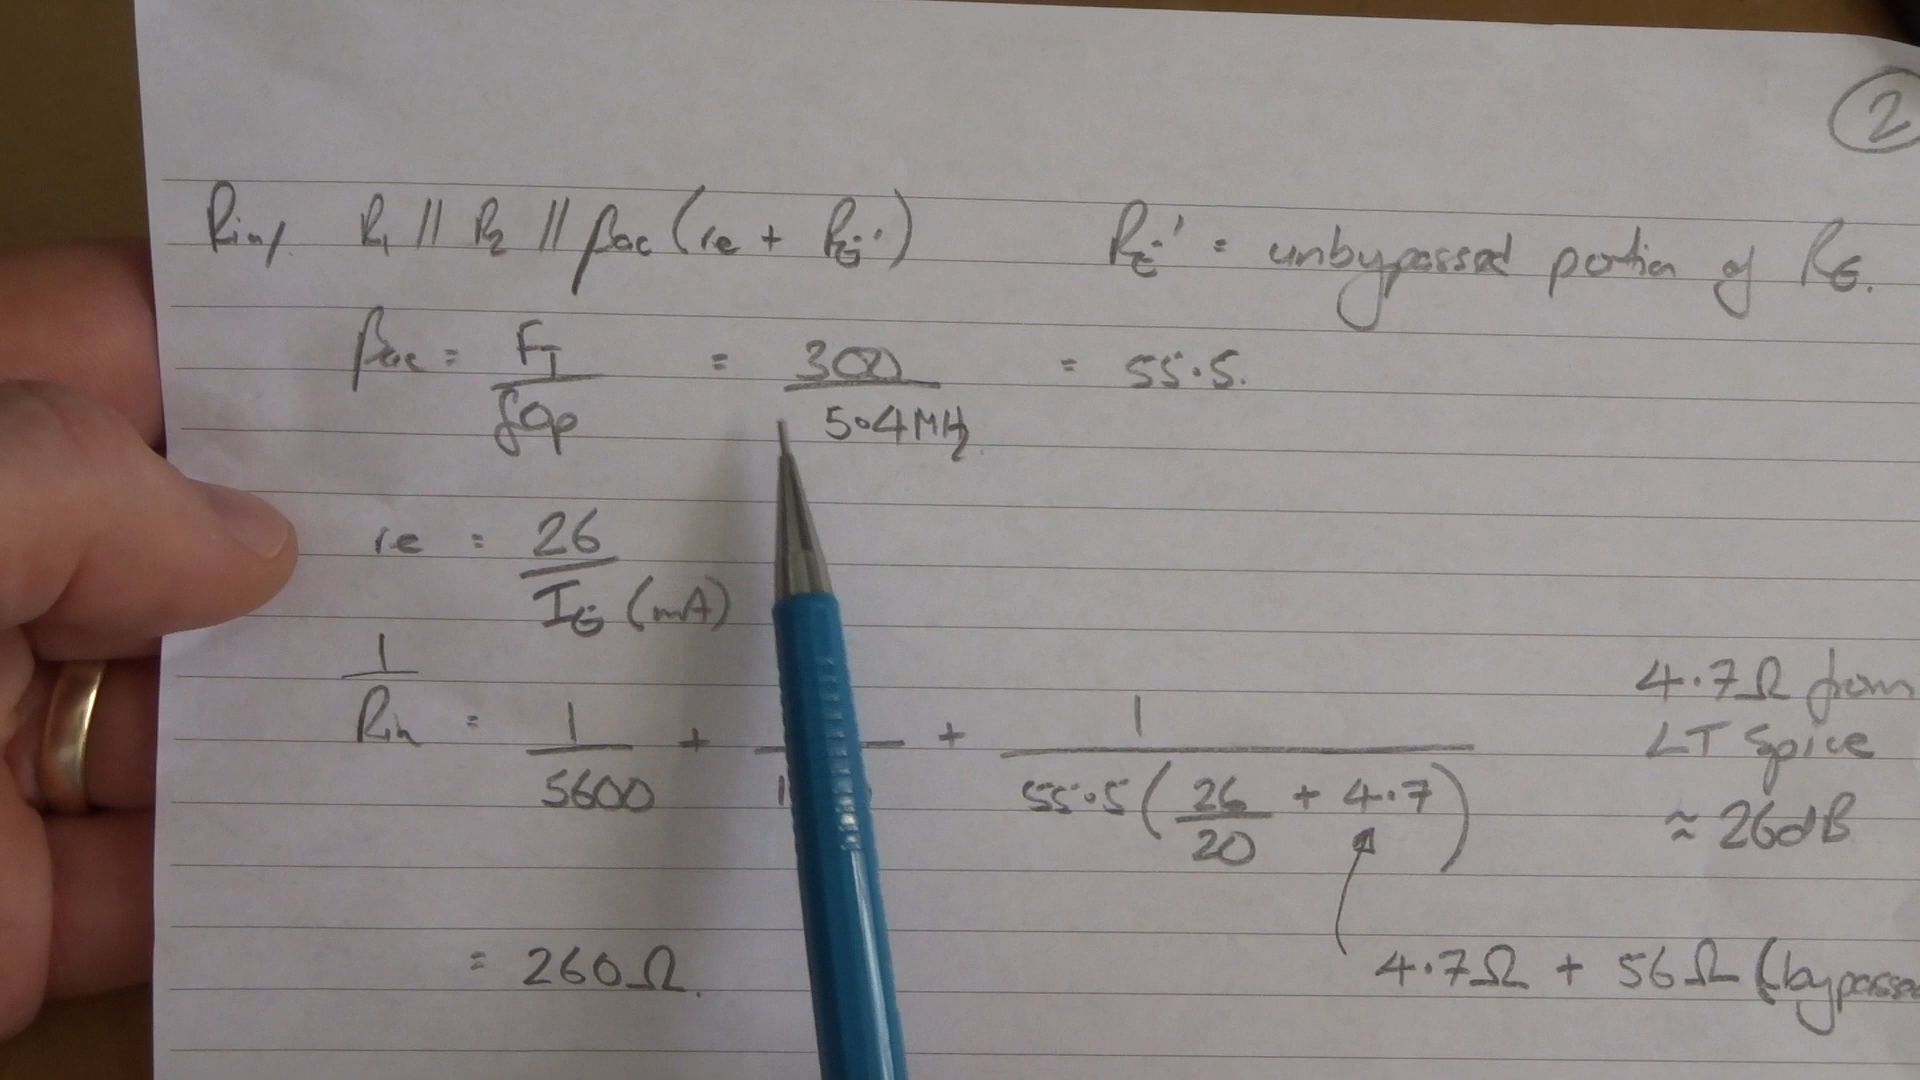 2
Rin/. R1 // R2 // βac (re + RE') RE' = unbypassed portion of RE.
βac = FT / fOp = 300 / 5.4MHz = 55.5.
re = 26 / IE (mA)
1 / Rin = 1 / 5600 + + 1 / 55.5 ( 26 / 20 + 4.7 )
4.7Ω from
LT Spice
≈ 26dB
= 260Ω. 4.7Ω + 56Ω (bypassed